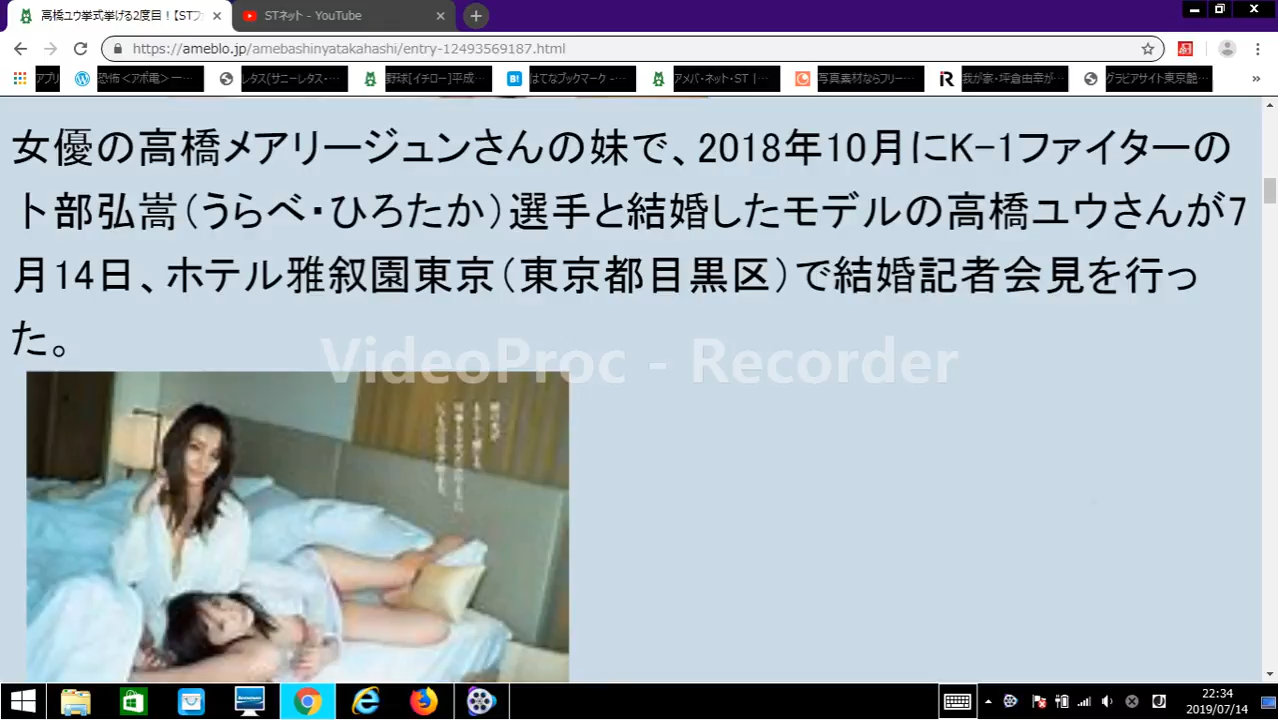 高橋ユウ挙式挙げる2度目！【STフ
STネット - YouTube
https://ameblo.jp/amebashinyatakahashi/entry-12493569187.html
アプリ
恐怖＜アポ竜＞一…
レタス(サニーレタス・…
野球[イチロー]平成…
はてなブックマーク - …
アメバ・ネット・ST｜…
写真素材ならフリー…
我が家・坪倉由幸が…
グラビアサイト東京艶…
»
女優の高橋メアリージュンさんの妹で、2018年10月にK-1ファイターの
卜部弘嵩（うらべ・ひろたか）選手と結婚したモデルの高橋ユウさんが7
月14日、ホテル雅叙園東京（東京都目黒区）で結婚記者会見を行っ
た。
VideoProc - Recorder
22:34
2019/07/14